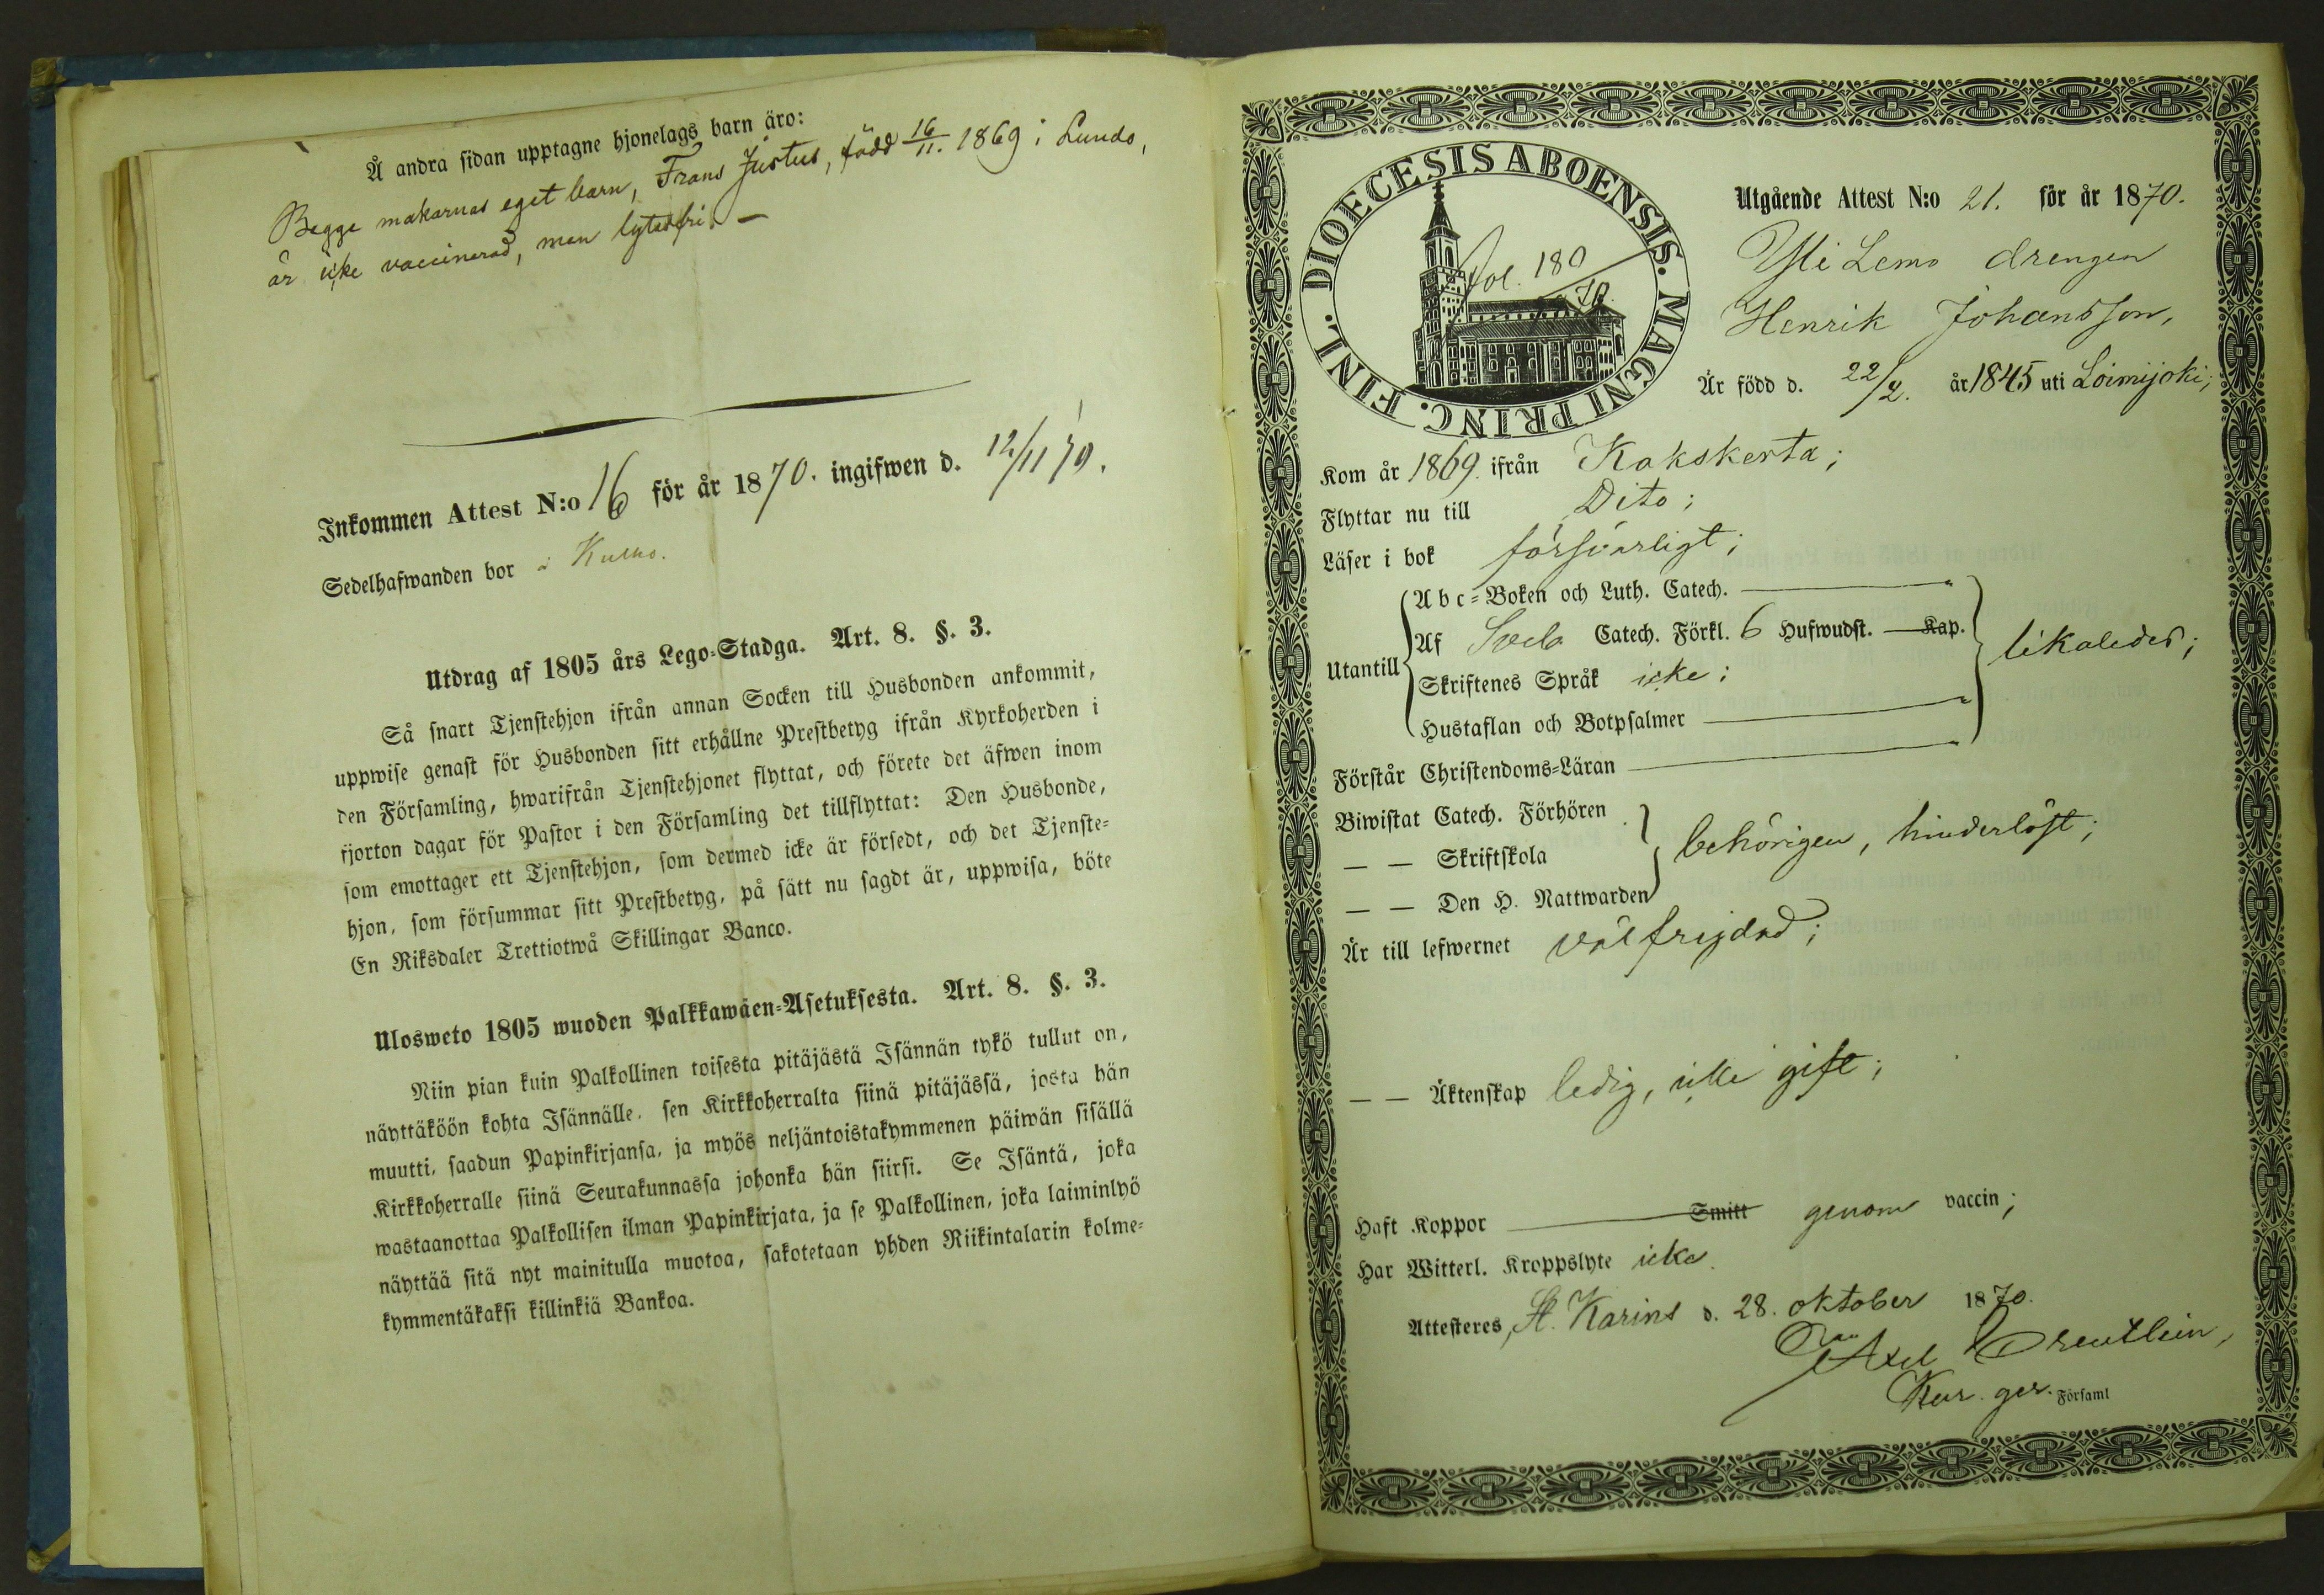 Å andra sidan upptagne hjonelags barn äro:
Begge makarnas eget barn, Frans Justus, född 16/11. 1869 i Lundo,
är icke vaccinerad, men lytesfri. —
Inkommen Attest N:o 16 för år 1870. ingifwen d. 12/11 70.
Sedelhafwanden bor i
Utdrag af 1805 års Lego-Stadga. Art. 8. §. 3.
Så snart Tjenstehjon ifrån annan Socken till Husbonden ankommit,
uppwise genast för Husbonden sitt erhållne Prestbetyg ifrån Kyrkoherden i
den Församling, hwarifrån Tjenstehjonet flyttat, och förete det äfwen inom
fjorton dagar för Pastor i den Församling det tillflyttat: Den Husbonde,
som emottager ett Tjenstehjon, som dermed icke är försedt, och det Tjenste-
hjon, som försummar sitt Prestbetyg, på sätt nu sagdt är, uppwisa, böte
En Riksdaler Trettiotwå Skillingar Banco.
Ulosweto 1805 wuoden Palkkawäen-Asetuksesta. Art. 8. §. 3.
Niin pian kuin Palkollinen toisesta pitäjästä Isännän tykö tullut on,
näyttäköön kohta Isännälle, sen Kirkkoherralta siinä pitäjässä, josta hän
muutti, saadun Papinkirjansa, ja myös neljäntoistakymmenen päiwän sisällä
Kirkkoherralle siinä Seurakunnassa johonka hän siirsi. Se Isäntä, joka
wastaanottaa Palkollisen ilman Papinkirjata, ja se Palkollinen, joka laiminlyö
näyttää sitä nyt mainitulla muotoa, sakotetaan yhden Riikintalarin kolme-
kymmentäkaksi killinkiä Bankoa.
DIOECESIS ABOENSIS. MAGNI PRINC. FINL.
fol. 180
Utgående Attest N:o 21. för år 1870.
Yli Lemo drengen
Henrik Johansson,
Är född d. 22/2. år 1845 uti Loimijoki;
Kom år 1869. ifrån Kakskerta;
Flyttar nu till Dito;
Läser i bok försvarligt;
Utantill
Abc-Boken och Luth. Catech. —
Af Sveb. Catech. Förkl. 6 Hufwudst. — Kap.
Skriftenes Språk icke;
Hustaflan och Botpsalmer —
likaledes;
Förstår Christendoms-Läran —
Biwistat Catech. Förhören
— — Skriftskola
— — Den H. Nattwarden
behörigen, hinderlöst;
Är till lefwernet välfrejdad;
— — Äktenskap ledig, icke gift;
Haft Koppor — Smitt genom vaccin;
Har Witterl. Kroppslyte icke.
Attesteres, St. Karins d. 28. oktober 1870.
Axel
Församl